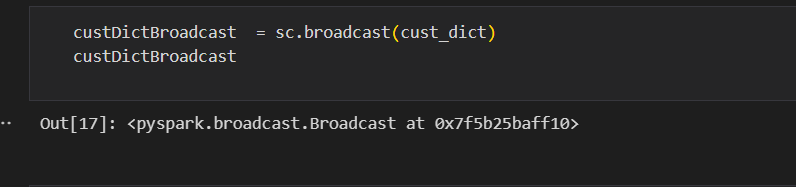 custDictBroadcast  = sc.broadcast(cust_dict)
custDictBroadcast
Out[17]: <pyspark.broadcast.Broadcast at 0x7f5b25baff10>